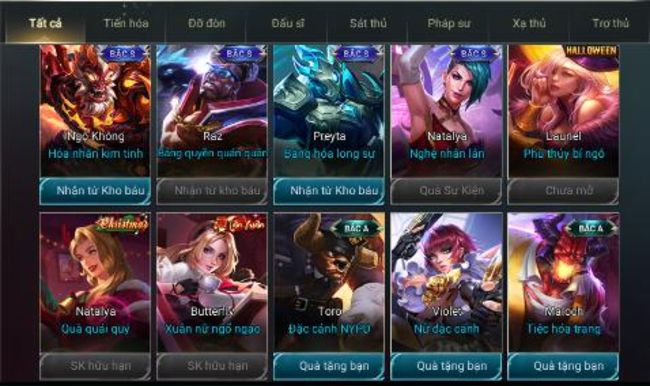 Tất cả Tiến hóa Đỡ đòn Đấu sĩ Sát thủ Pháp sư Xạ thủ Trợ thủ
BẬC S BẬC S BẬC S BẬC S HALLOWEEN
Ngộ Không Raz Preyta Natalya Lauriel
Hỏa nhãn kim tinh Băng quyền quán quân Băng hỏa long sư Nghệ nhân lân Phù thủy bí ngô
Nhận từ Kho báu Nhận từ kho báu Nhận từ Kho báu Quà Sự Kiện Chưa mở
Christmas Tân Xuân BẬC A BẬC A
Natalya Butterfly Toro Violet Maloch
Quà quái quỷ Xuân nữ ngổ ngáo Đặc cảnh NYPD Nữ đặc cảnh Tiệc hóa trang
SK hữu hạn SK hữu hạn Quà tặng bạn Quà tặng bạn Quà tặng bạn